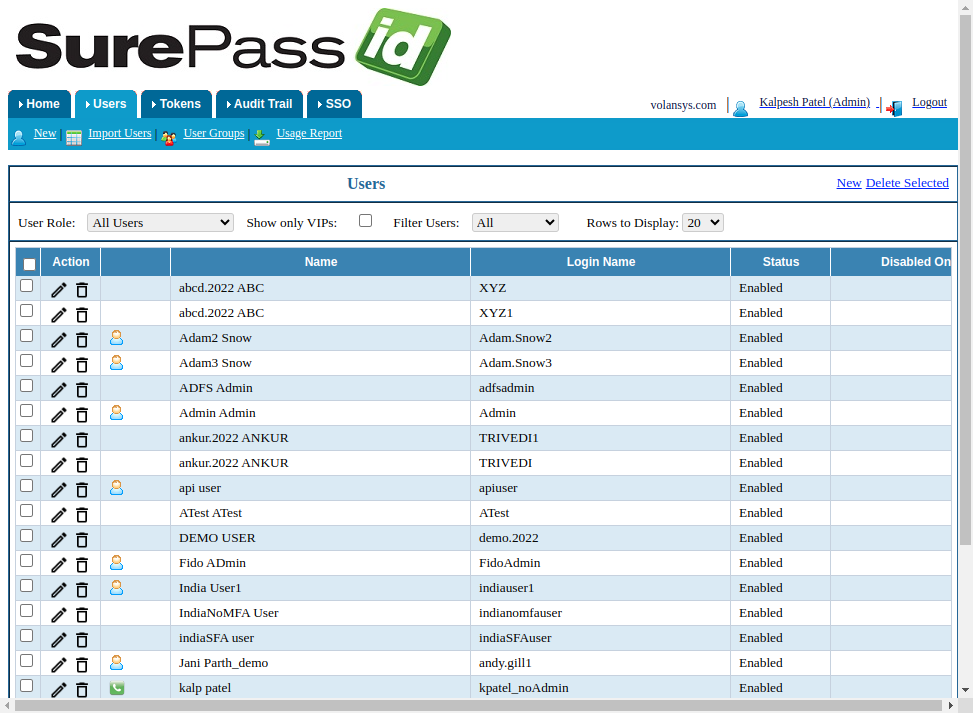 SurePass id
Home Users Tokens Audit Trail SSO volansys.com | Kalpesh Patel (Admin) | Logout
New | Import Users | User Groups | Usage Report
Users New Delete Selected
User Role: All Users Show only VIPs: Filter Users: All Rows to Display: 20
Action Name Login Name Status Disabled On
abcd.2022 ABC XYZ Enabled
abcd.2022 ABC XYZ1 Enabled
Adam2 Snow Adam.Snow2 Enabled
Adam3 Snow Adam.Snow3 Enabled
ADFS Admin adfsadmin Enabled
Admin Admin Admin Enabled
ankur.2022 ANKUR TRIVEDI1 Enabled
ankur.2022 ANKUR TRIVEDI Enabled
api user apiuser Enabled
ATest ATest ATest Enabled
DEMO USER demo.2022 Enabled
Fido ADmin FidoAdmin Enabled
India User1 indiauser1 Enabled
IndiaNoMFA User indianomfauser Enabled
indiaSFA user indiaSFAuser Enabled
Jani Parth_demo andy.gill1 Enabled
kalp patel kpatel_noAdmin Enabled